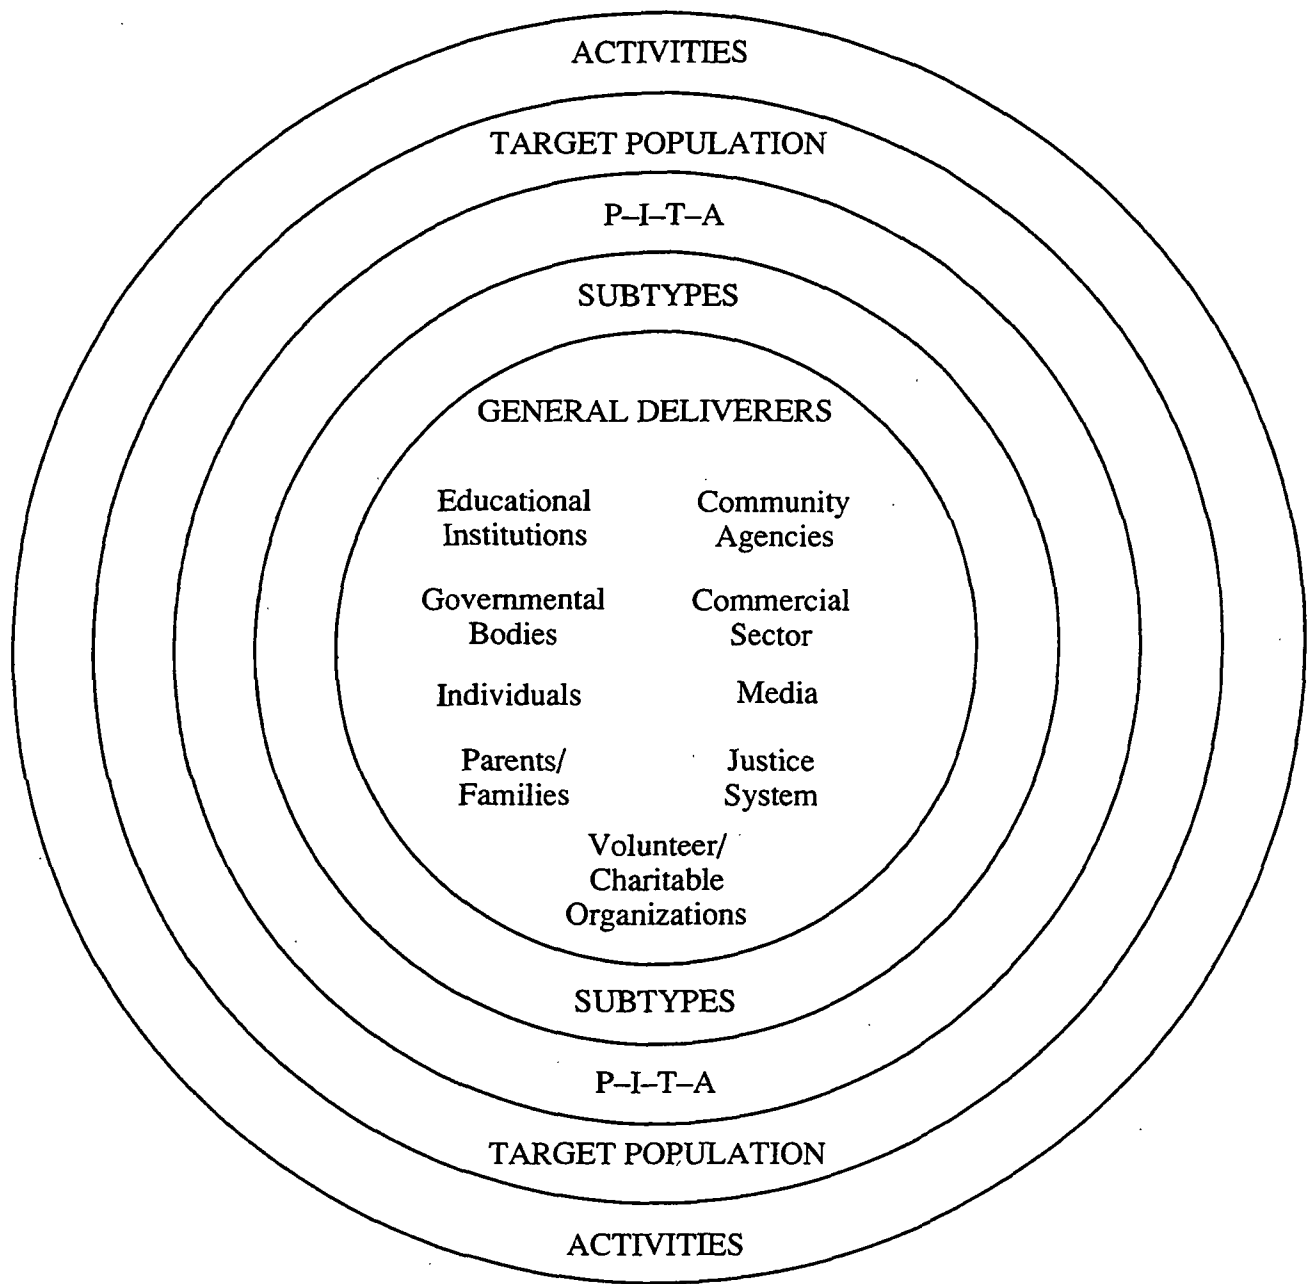 ACTIVITIES
TARGET POPULATION
P–I–T–A
SUBTYPES
GENERAL DELIVERERS
Educational
Institutions
Community
Agencies
Governmental
Bodies
Commercial
Sector
Individuals
Media
Parents/
Families
Justice
System
Volunteer/
Charitable
Organizations
SUBTYPES
P–I–T–A
TARGET POPULATION
ACTIVITIES